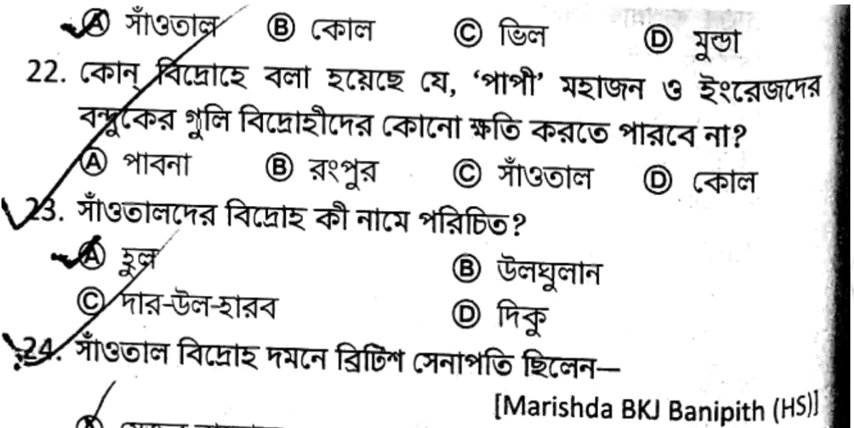 Ⓐ সাঁওতাল Ⓑ কোল Ⓒ ভিল Ⓓ মুন্ডা
22. কোন্ বিদ্রোহে বলা হয়েছে যে, ‘পাপী’ মহাজন ও ইংরেজদের
বন্দুকের গুলি বিদ্রোহীদের কোনো ক্ষতি করতে পারবে না?
Ⓐ পাবনা Ⓑ রংপুর Ⓒ সাঁওতাল Ⓓ কোল
23. সাঁওতালদের বিদ্রোহ কী নামে পরিচিত?
Ⓐ হুল Ⓑ উলঘুলান
Ⓒ দার-উল-হারব Ⓓ দিকু
24. সাঁওতাল বিদ্রোহ দমনে ব্রিটিশ সেনাপতি ছিলেন—
[Marishda BKJ Banipith (HS)]